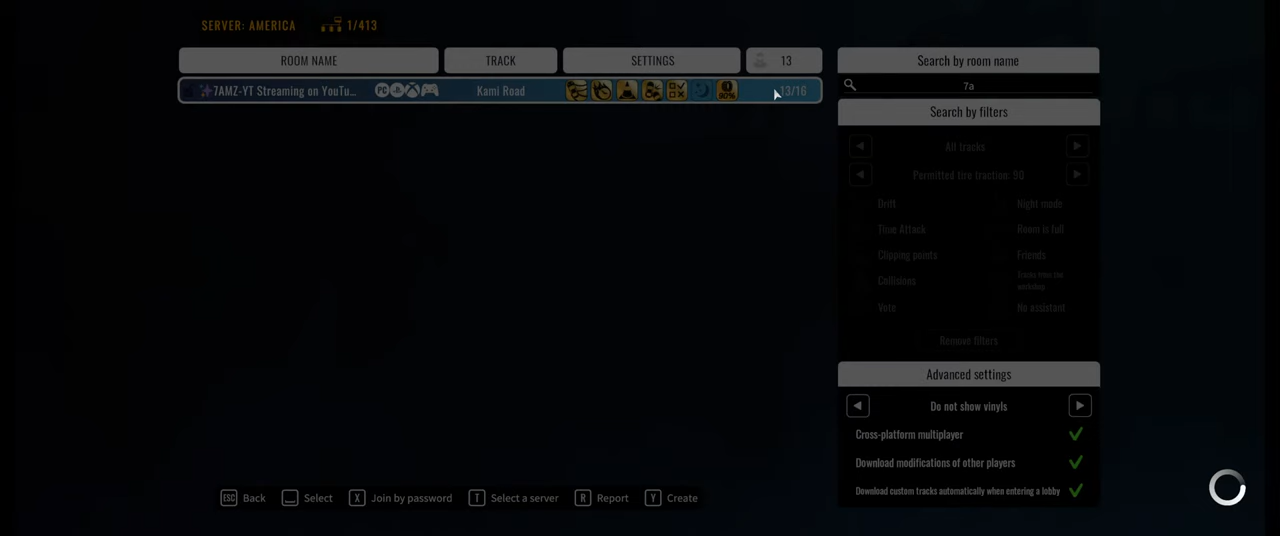 SERVER: AMERICA 1/413
ROOM NAME TRACK SETTINGS 13
7AMZ-YT Streaming on YouTu... PC Kami Road 90% 13/16
Search by room name
7a
Search by filters
All tracks
Permitted tire traction: 90
Drift Night mode
Time Attack Room is full
Clipping points Friends
Collisions Tracks from the
workshop
Vote No assistant
Remove filters
Advanced settings
Do not show vinyls
Cross-platform multiplayer
Download modifications of other players
Download custom tracks automatically when entering a lobby
ESC Back Select X Join by password T Select a server R Report Y Create